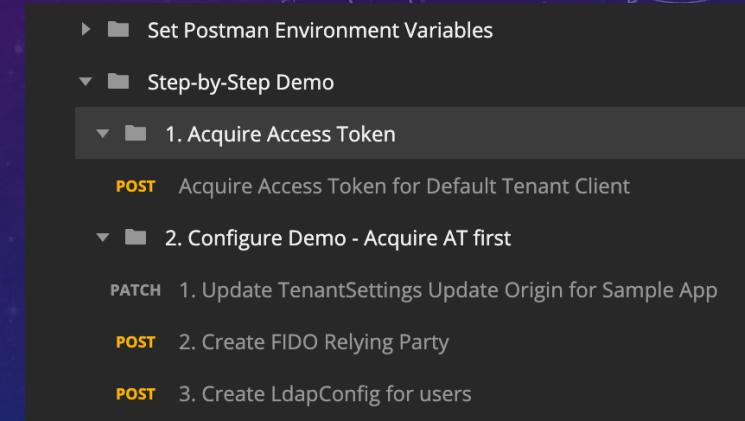 Set Postman Environment Variables
Step-by-Step Demo
1. Acquire Access Token
POST Acquire Access Token for Default Tenant Client
2. Configure Demo - Acquire AT first
PATCH 1. Update TenantSettings Update Origin for Sample App
POST 2. Create FIDO Relying Party
POST 3. Create LdapConfig for users